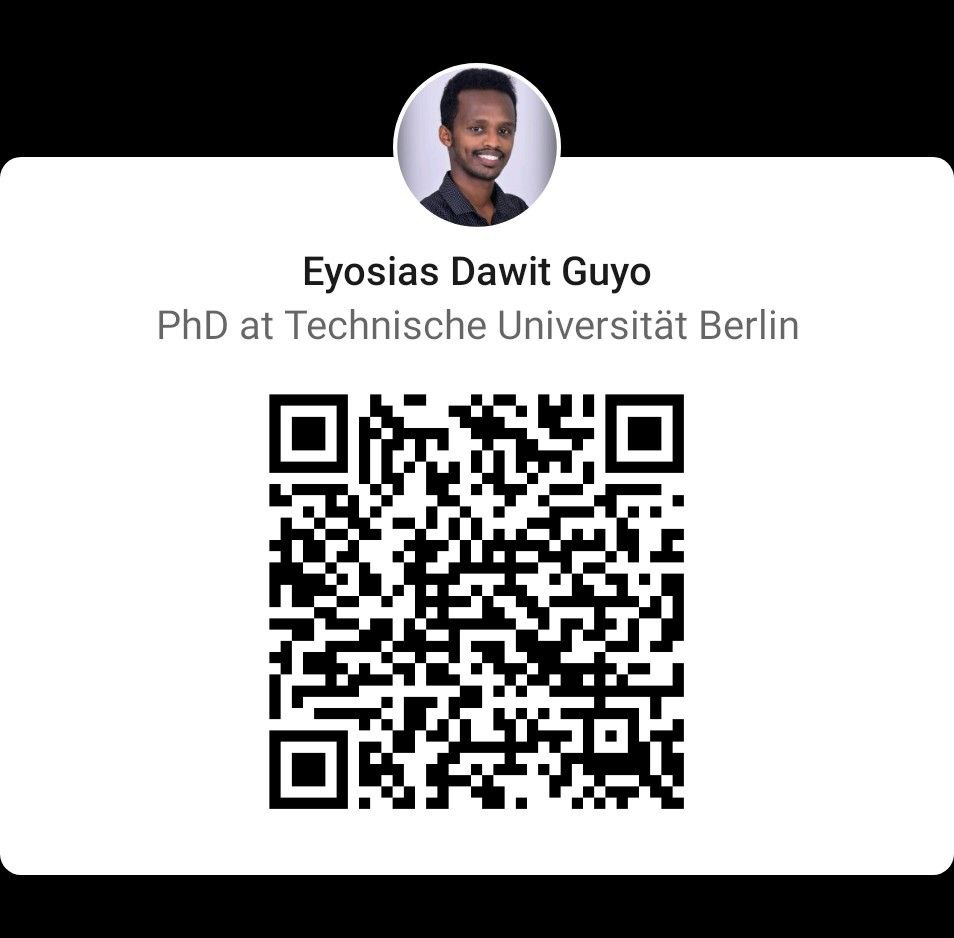 Eyosias Dawit Guyo
PhD at Technische Universität Berlin